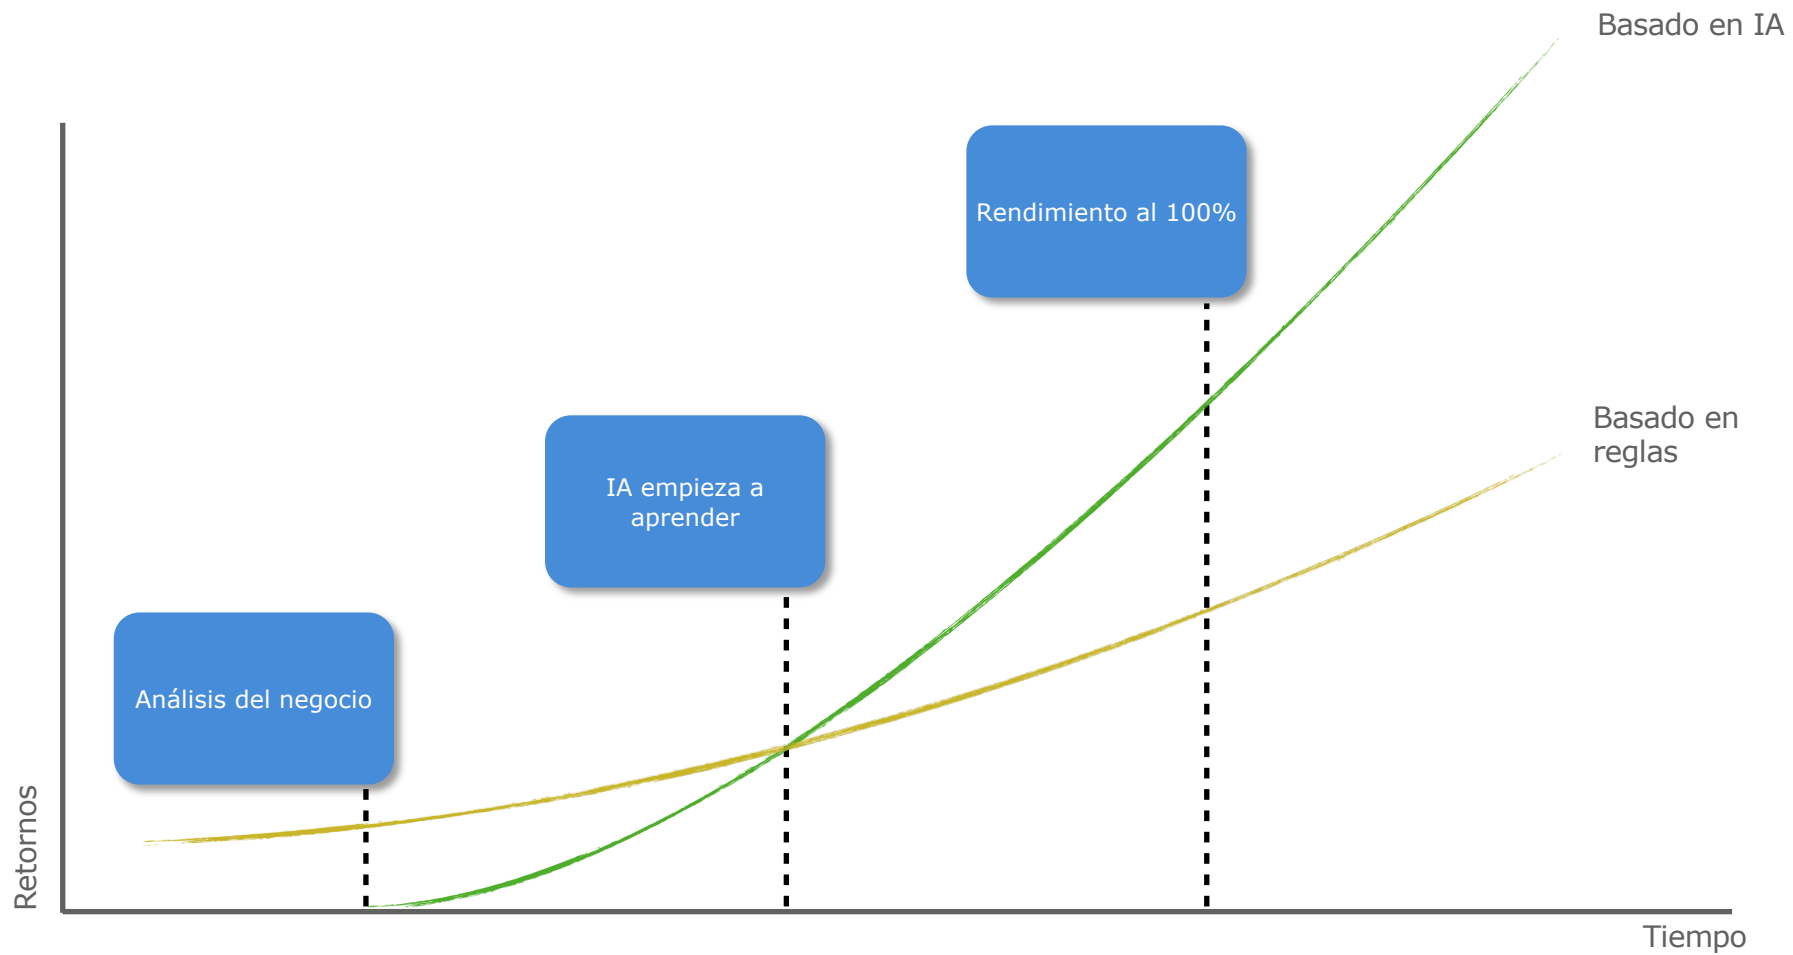 Basado en IA
Rendimiento al 100%
Basado en
reglas
IA empieza a
aprender
Análisis del negocio
Retornos
Tiempo